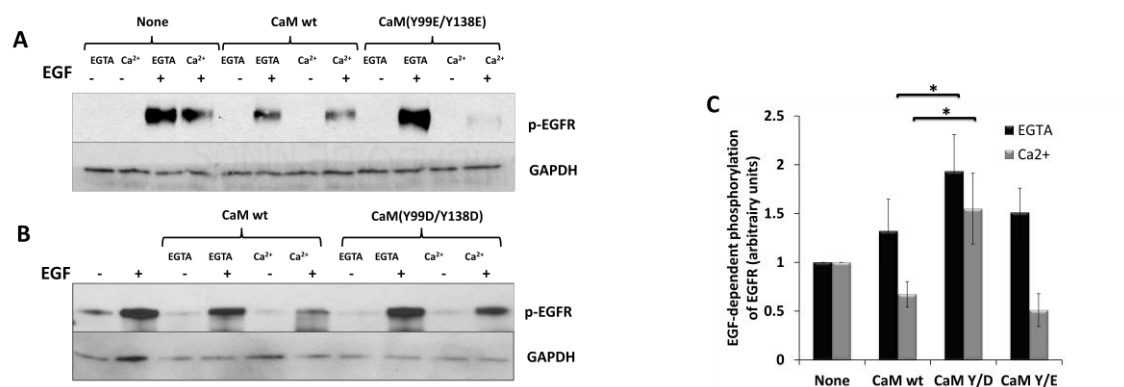 A
None
CaM wt
CaM(Y99E/Y138E)
EGTA Ca²⁺ EGTA Ca²⁺ EGTA EGTA Ca²⁺ Ca²⁺ EGTA EGTA Ca²⁺ Ca²⁺
EGF - - + + - + - + - + - +
p-EGFR
GAPDH
B
CaM wt
CaM(Y99D/Y138D)
EGTA EGTA Ca²⁺ Ca²⁺ EGTA EGTA Ca²⁺ Ca²⁺
EGF - + - + - + - + - +
p-EGFR
GAPDH
C
* 
*
EGF-dependent phosphorylation
of EGFR (arbitrairy units)
2.5
2
1.5
1
0.5
0
EGTA
Ca2+
None CaM wt CaM Y/D CaM Y/E